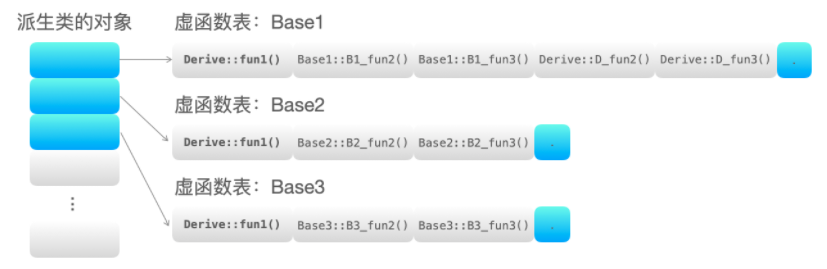 派生类的对象
虚函数表：Base1
Derive::fun1() Base1::B1_fun2() Base1::B1_fun3() Derive::D_fun2() Derive::D_fun3() .
虚函数表：Base2
Derive::fun1() Base2::B2_fun2() Base2::B2_fun3() .
虚函数表：Base3
Derive::fun1() Base3::B3_fun2() Base3::B3_fun3() .
⋮